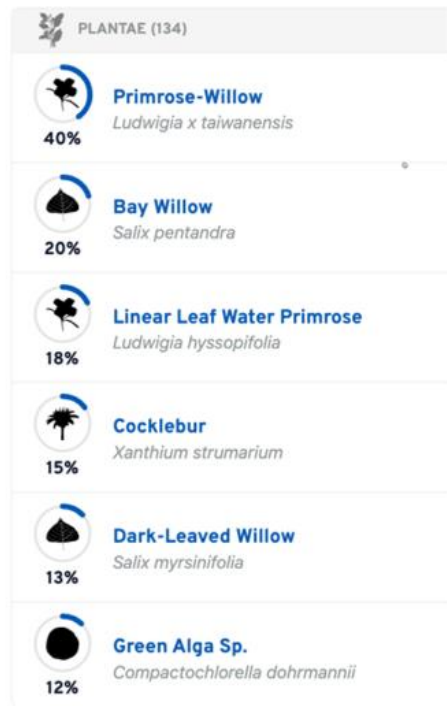 PLANTAE (134)
Primrose-Willow
Ludwigia x taiwanensis
40%
Bay Willow
Salix pentandra
20%
Linear Leaf Water Primrose
Ludwigia hyssopifolia
18%
Cocklebur
Xanthium strumarium
15%
Dark-Leaved Willow
Salix myrsinifolia
13%
Green Alga Sp.
Compactochlorella dohrmannii
12%